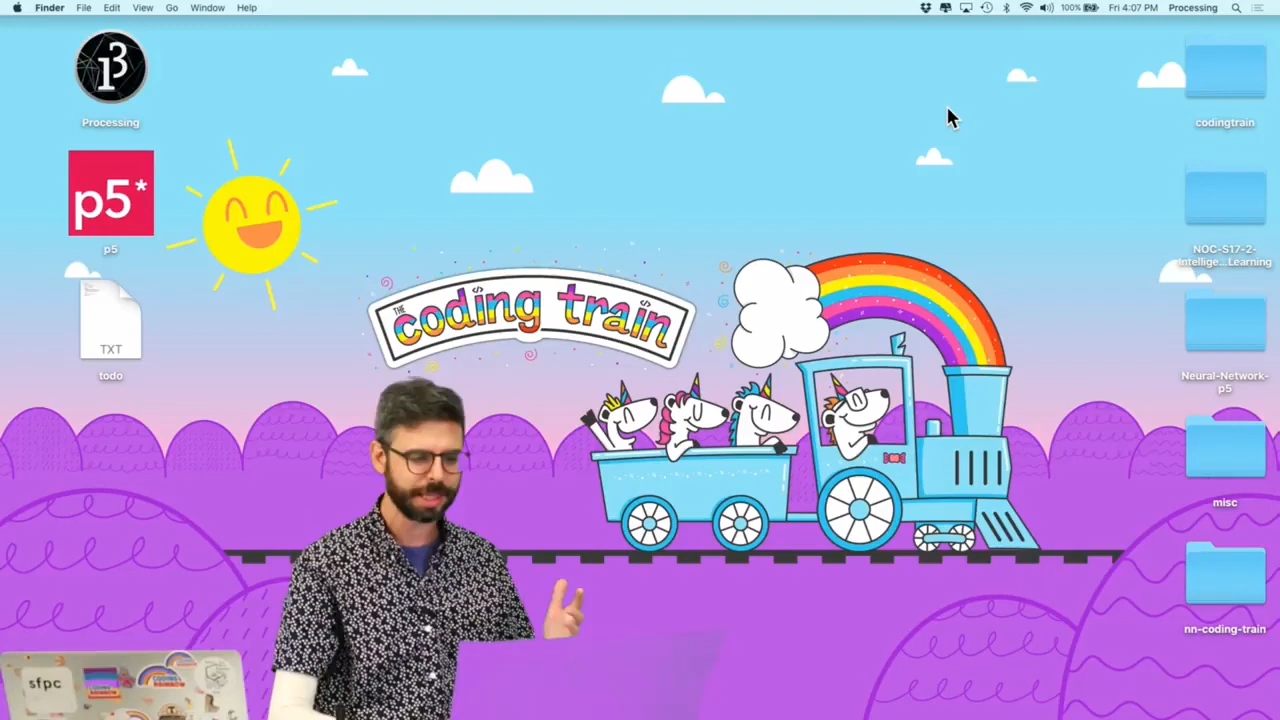 Finder File Edit View Go Window Help
100% Fri 4:07 PM Processing
Processing
p5*
p5
TXT
todo
THE
coding train
codingtrain
NOC-S17-2-
Intellige...Learning
Neural-Network-
p5
misc
nn-coding-train
sfpc